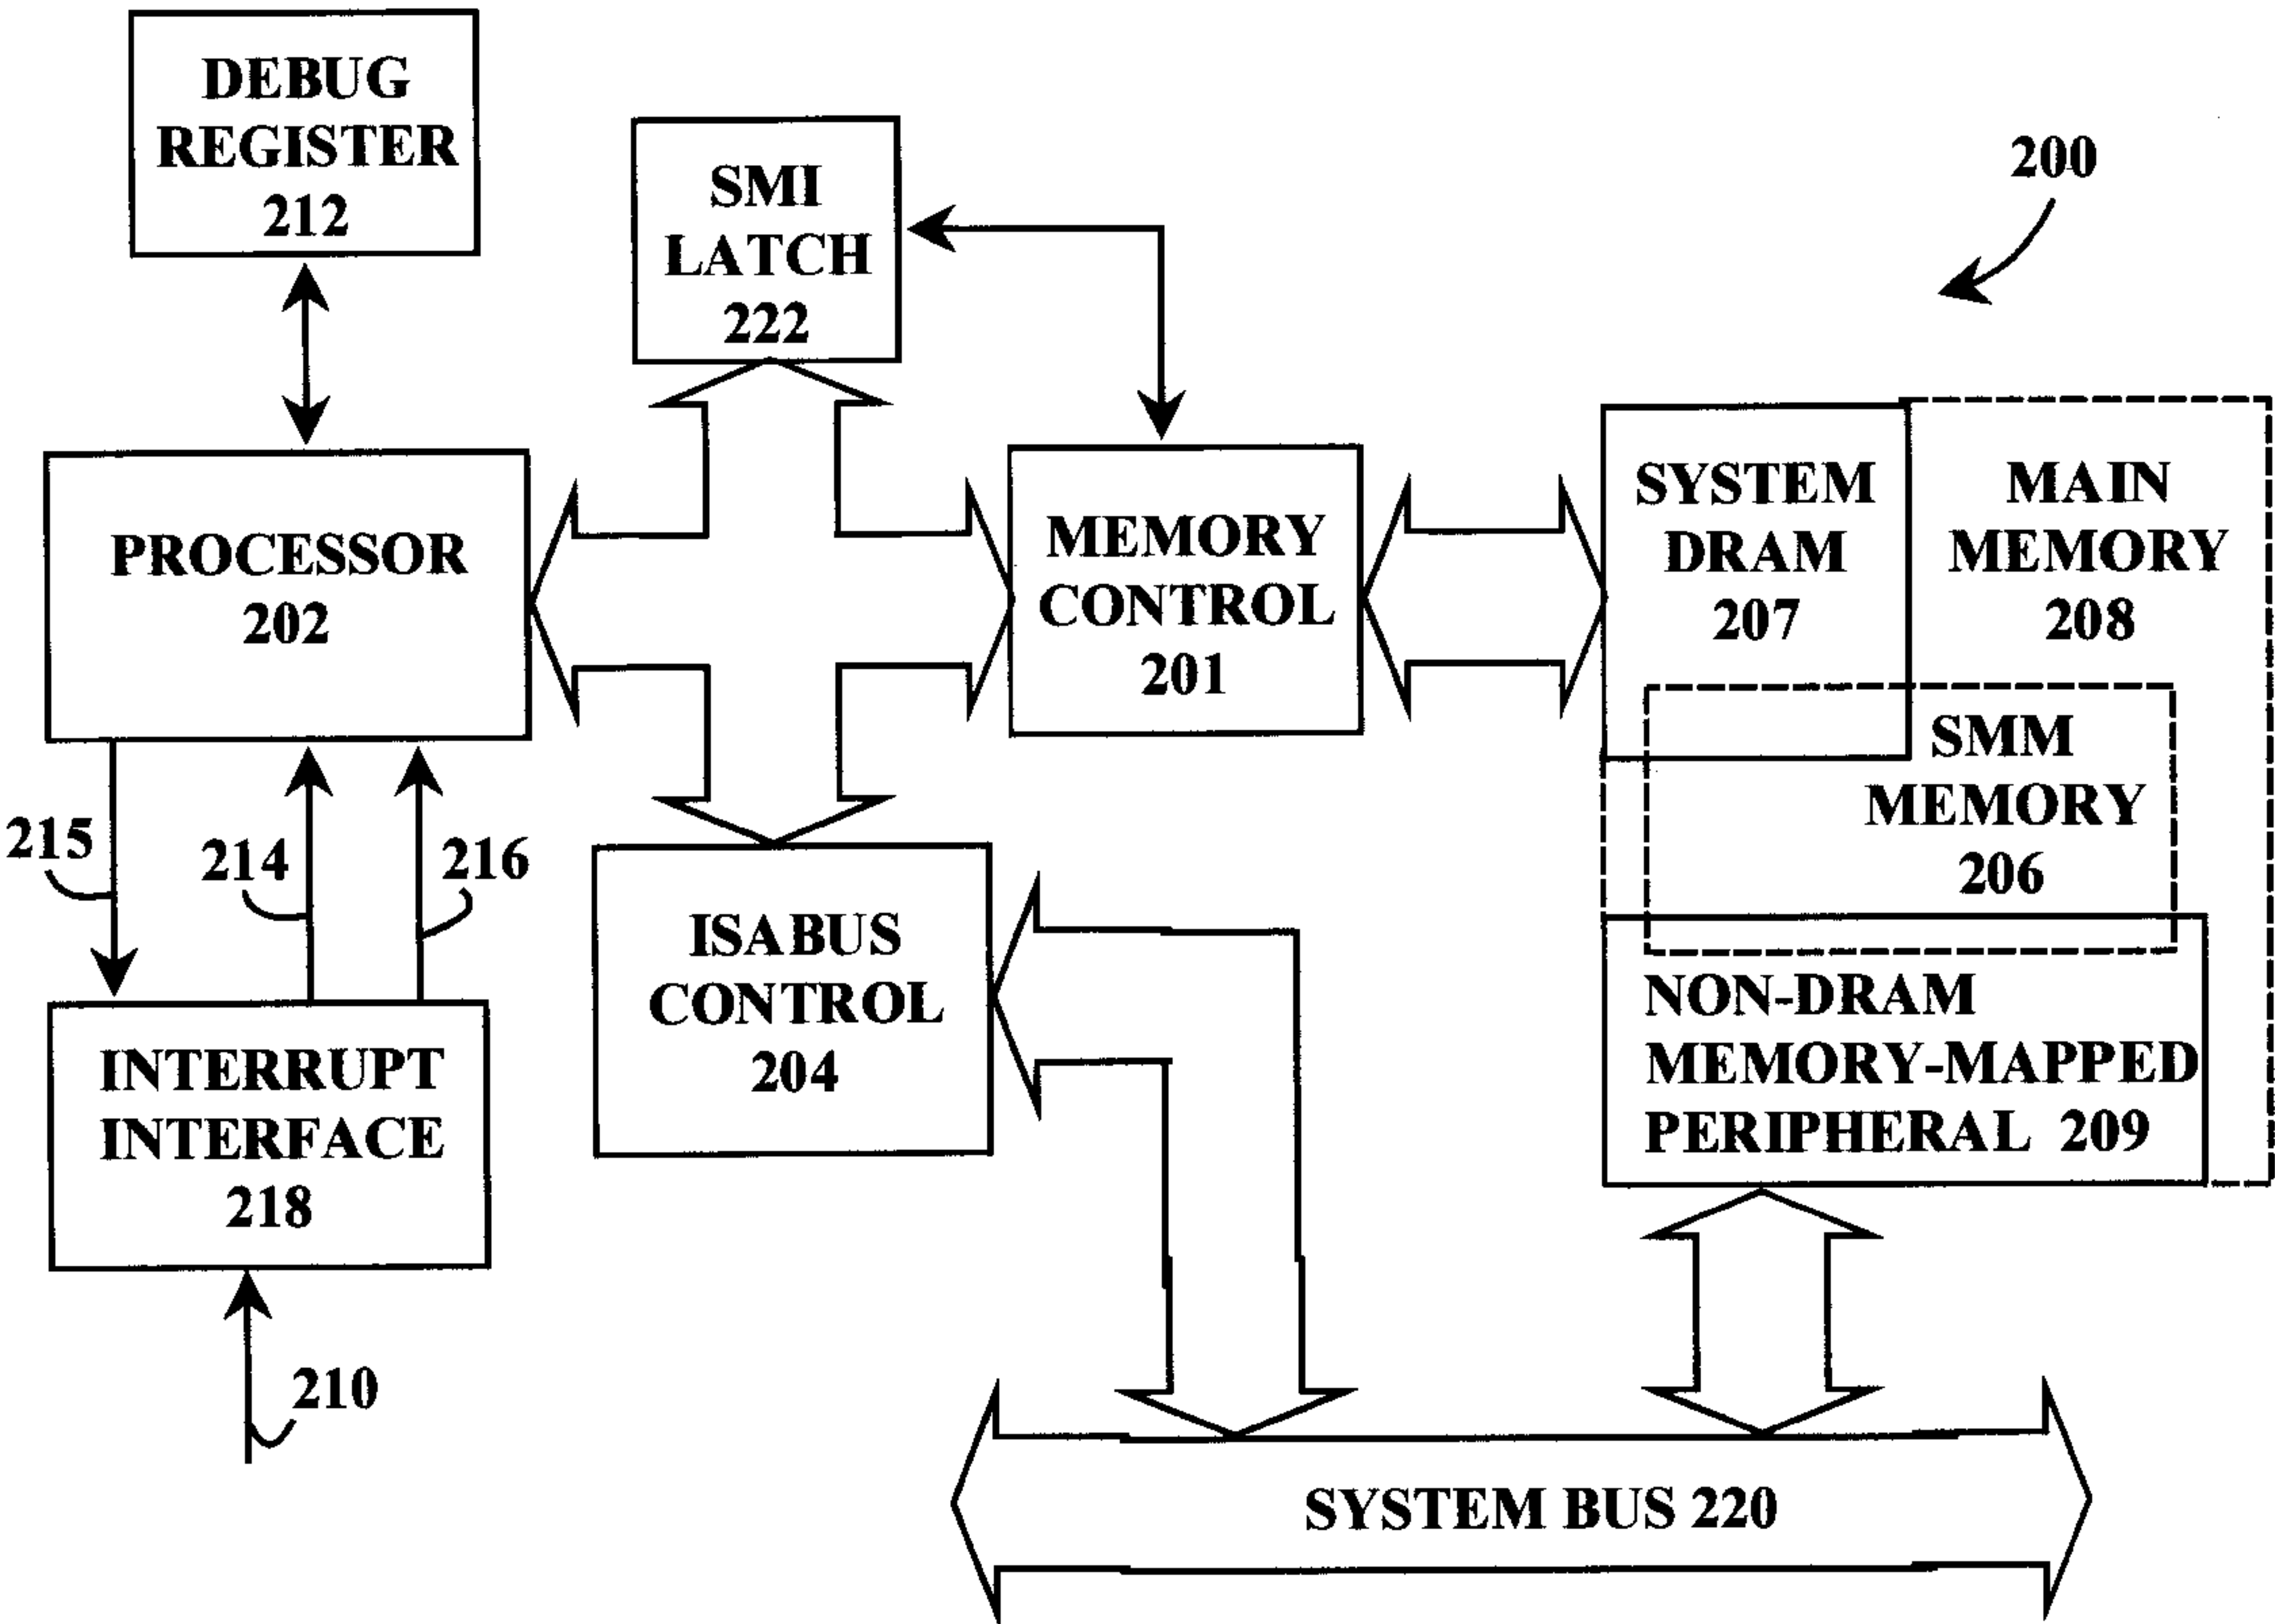 DEBUG
REGISTER
212
SMI
LATCH
222
200
PROCESSOR
202
MEMORY
CONTROL
201
SYSTEM
DRAM
207
MAIN
MEMORY
208
SMM
MEMORY
206
215
214
216
ISABUS
CONTROL
204
NON-DRAM
MEMORY-MAPPED
PERIPHERAL 209
INTERRUPT
INTERFACE
218
210
SYSTEM BUS 220